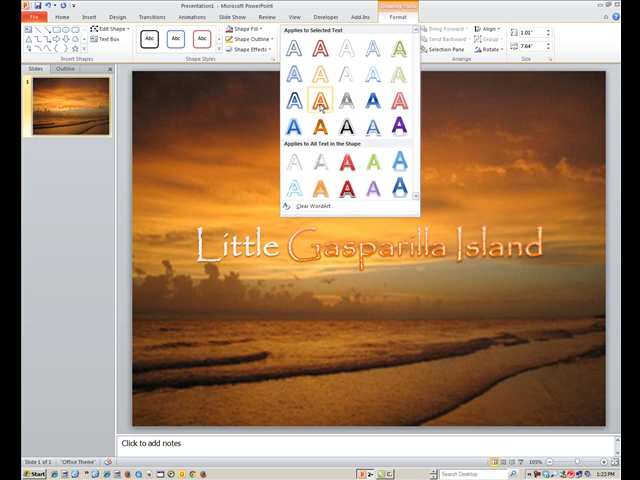 Presentation1 - Microsoft PowerPoint
Drawing Tools
File Home Insert Design Transitions Animations Slide Show Review View Developer Add-Ins Format
Edit Shape
Text Box
Insert Shapes
Abc Abc Abc
Shape Fill
Shape Outline
Shape Effects
Shape Styles
Applies to Selected Text
Applies to All Text in the Shape
Clear WordArt
Bring Forward
Send Backward
Selection Pane
Align
Group
Rotate
Arrange
1.01"
7.64"
Size
Slides Outline
1
Little Gasparilla Island
Click to add notes
Slide 1 of 1 "Office Theme" 105%
Start Search Desktop 1:23 PM